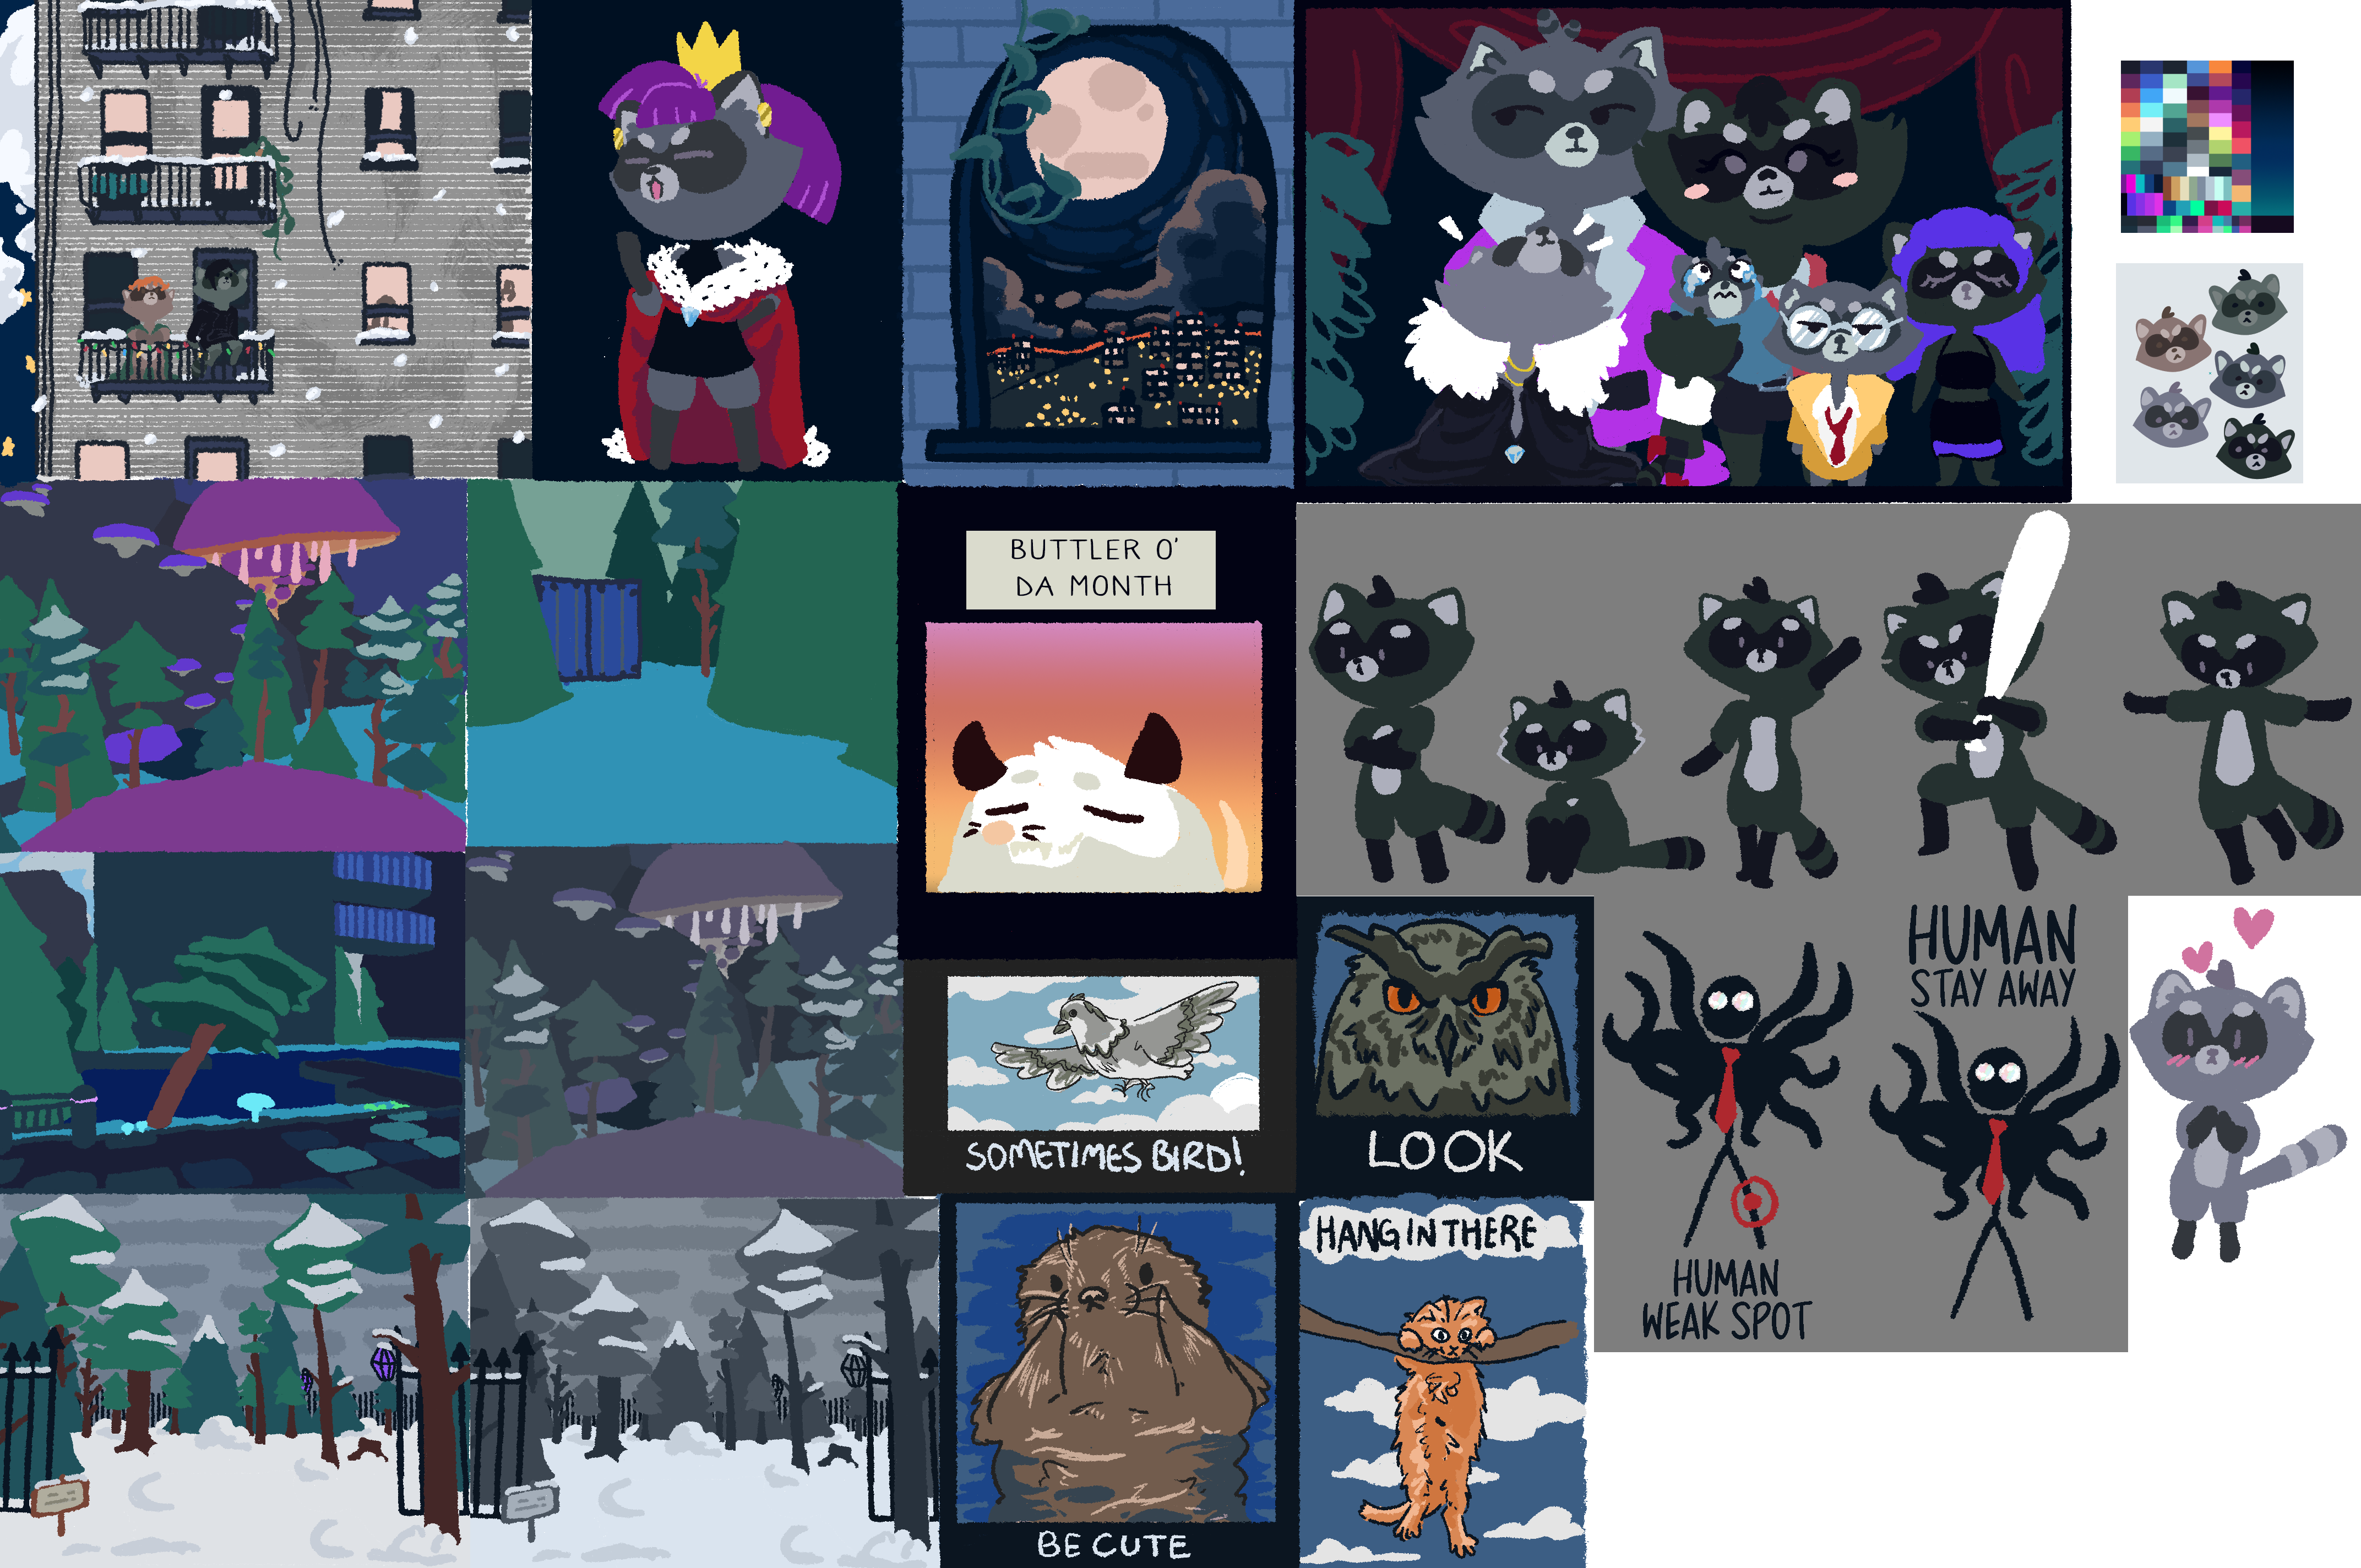 BUTTLER O'
DA MONTH
SOMETIMES BIRD!
LOOK
HUMAN
STAY AWAY
HUMAN
WEAK SPOT
BE CUTE
HANG IN THERE